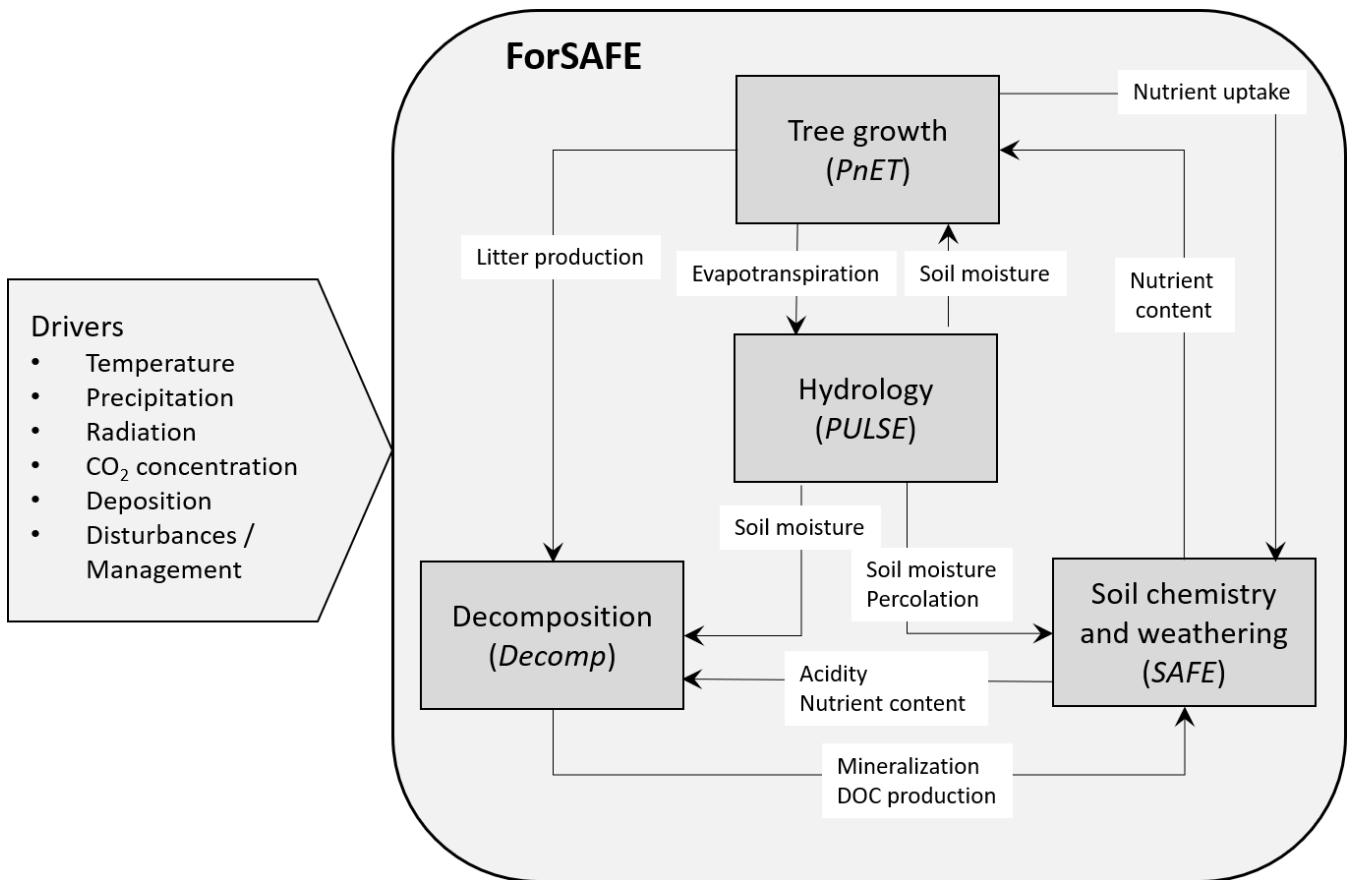 ForSAFE
Nutrient uptake
Tree growth
(PnET)
Litter production
Evapotranspiration
Soil moisture
Nutrient
content
Drivers
• Temperature
• Precipitation
• Radiation
• CO₂ concentration
• Deposition
• Disturbances /
Management
Hydrology
(PULSE)
Soil moisture
Soil moisture
Percolation
Decomposition
(Decomp)
Soil chemistry
and weathering
(SAFE)
Acidity
Nutrient content
Mineralization
DOC production